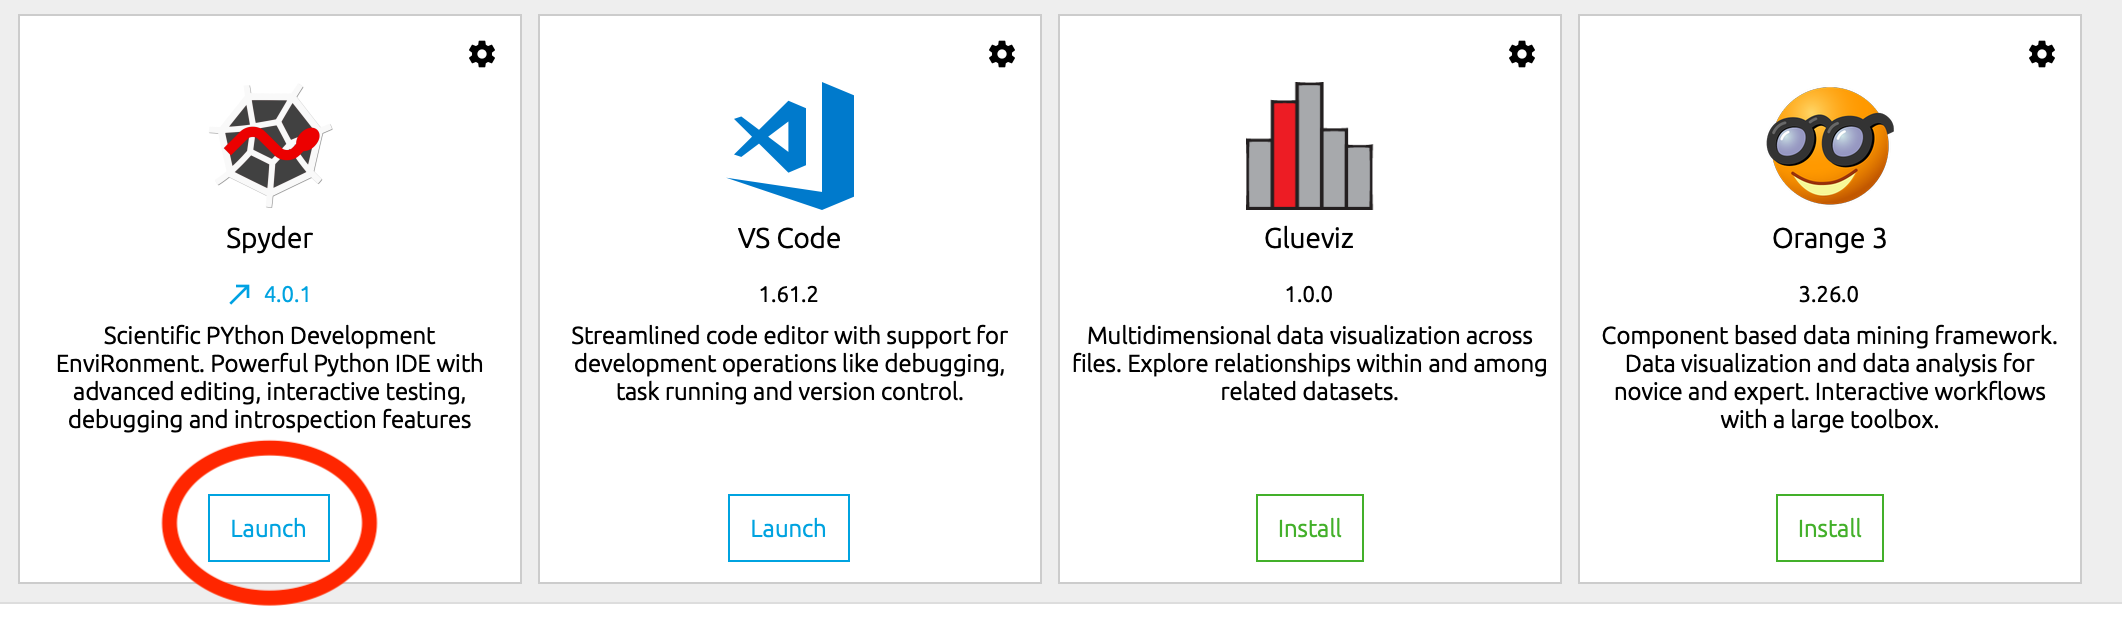 Spyder
4.0.1
Scientific PYthon Development
EnviRonment. Powerful Python IDE with
advanced editing, interactive testing,
debugging and introspection features
Launch
VS Code
1.61.2
Streamlined code editor with support for
development operations like debugging,
task running and version control.
Launch
Glueviz
1.0.0
Multidimensional data visualization across
files. Explore relationships within and among
related datasets.
Install
Orange 3
3.26.0
Component based data mining framework.
Data visualization and data analysis for
novice and expert. Interactive workflows
with a large toolbox.
Install